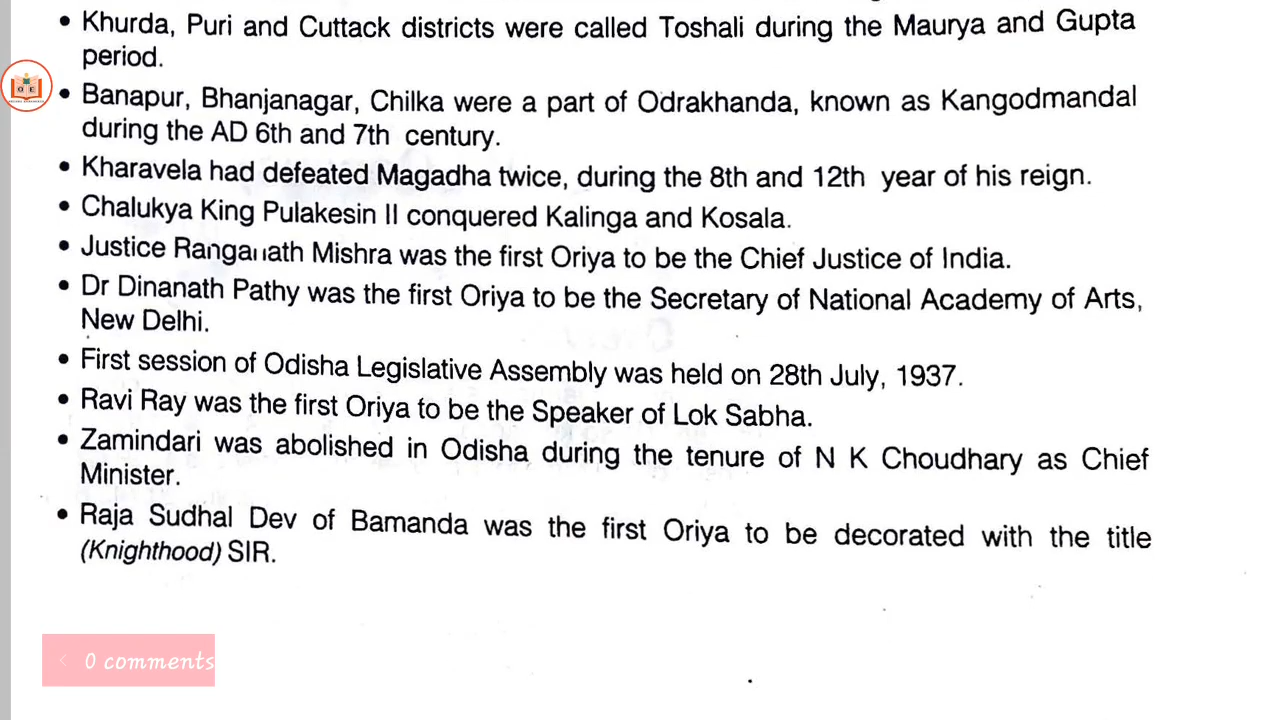 • Khurda, Puri and Cuttack districts were called Toshali during the Maurya and Gupta
period.
• Banapur, Bhanjanagar, Chilka were a part of Odrakhanda, known as Kangodmandal
during the AD 6th and 7th century.
• Kharavela had defeated Magadha twice, during the 8th and 12th year of his reign.
• Chalukya King Pulakesin II conquered Kalinga and Kosala.
• Justice Ranganath Mishra was the first Oriya to be the Chief Justice of India.
• Dr Dinanath Pathy was the first Oriya to be the Secretary of National Academy of Arts,
New Delhi.
• First session of Odisha Legislative Assembly was held on 28th July, 1937.
• Ravi Ray was the first Oriya to be the Speaker of Lok Sabha.
• Zamindari was abolished in Odisha during the tenure of N K Choudhary as Chief
Minister.
• Raja Sudhal Dev of Bamanda was the first Oriya to be decorated with the title
(Knighthood) SIR.
< 0 comments